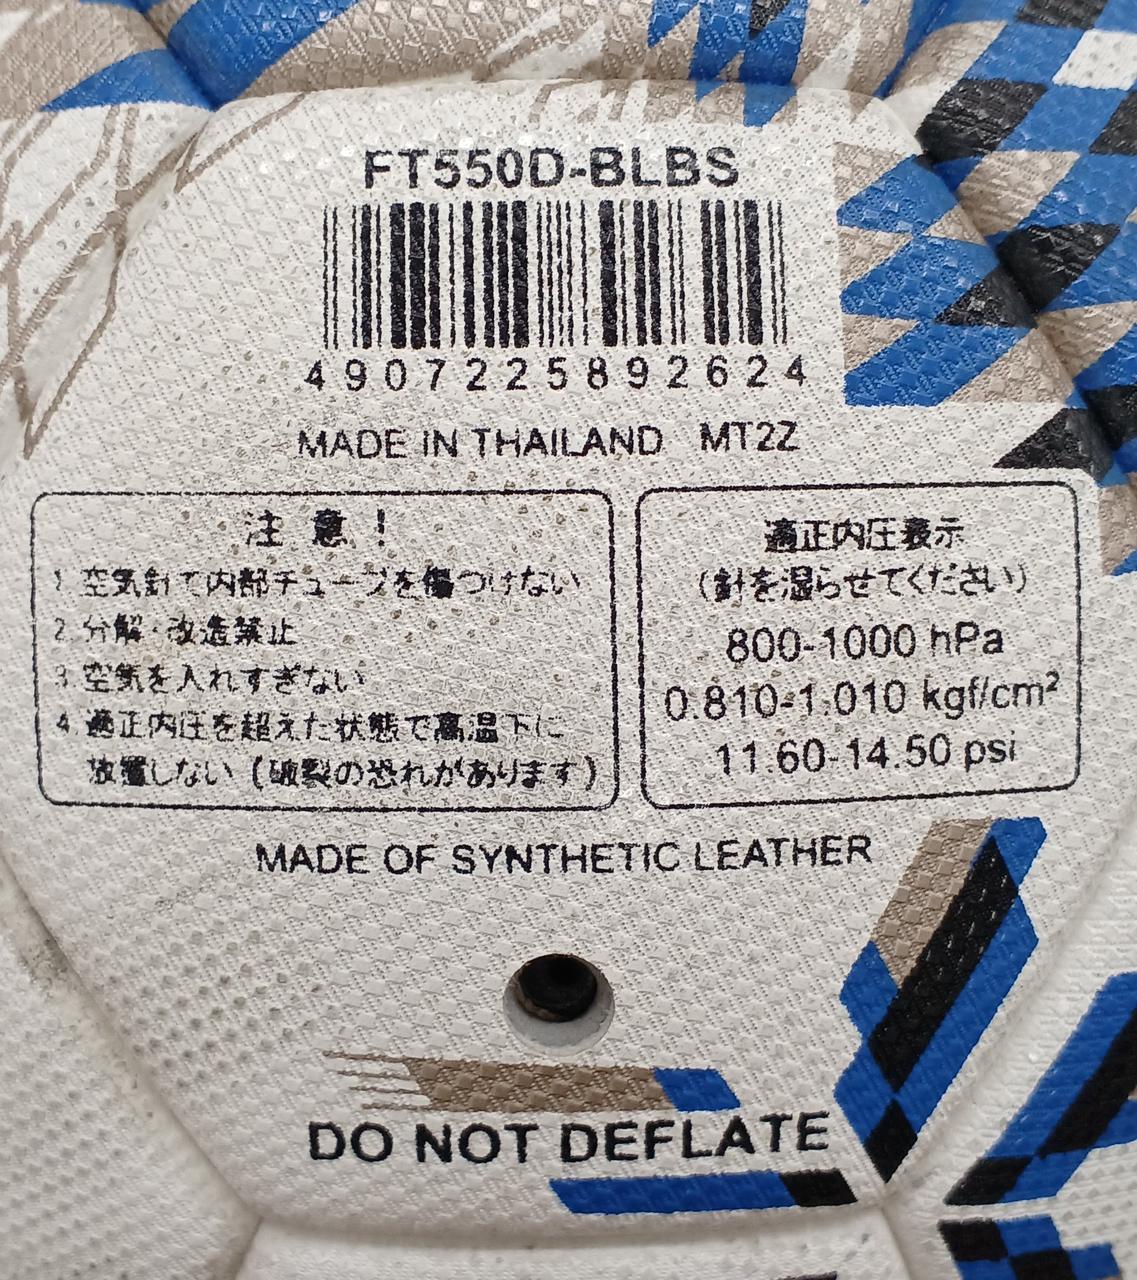 FT550D-BLBS
4907225892624
MADE IN THAILAND MT2Z
注意！
1. 空気針で内部チューブを傷つけない
2. 分解・改造禁止
3. 空気を入れすぎない
4. 適正内圧を超えた状態で高温下に
放置しない（破裂の恐れがあります）
適正内圧表示
（針を湿らせてください）
800-1000 hPa
0.810-1.010 kgf/cm²
11.60-14.50 psi
MADE OF SYNTHETIC LEATHER
DO NOT DEFLATE